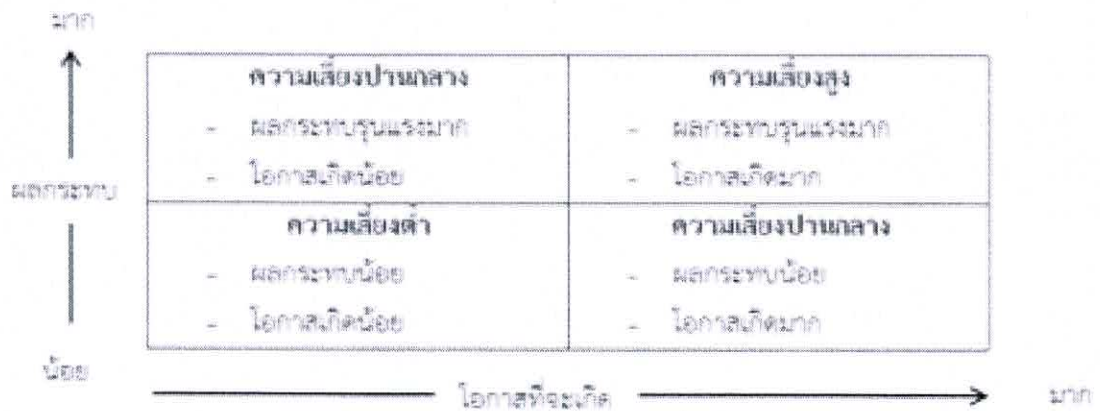 มาก
ความเสี่ยงปานกลาง
- ผลกระทบรุนแรงมาก
- โอกาสเกิดน้อย
ความเสี่ยงสูง
- ผลกระทบรุนแรงมาก
- โอกาสเกิดมาก
ผลกระทบ
ความเสี่ยงต่ำ
- ผลกระทบน้อย
- โอกาสเกิดน้อย
ความเสี่ยงปานกลาง
- ผลกระทบน้อย
- โอกาสเกิดมาก
น้อย
โอกาสที่จะเกิด
มาก